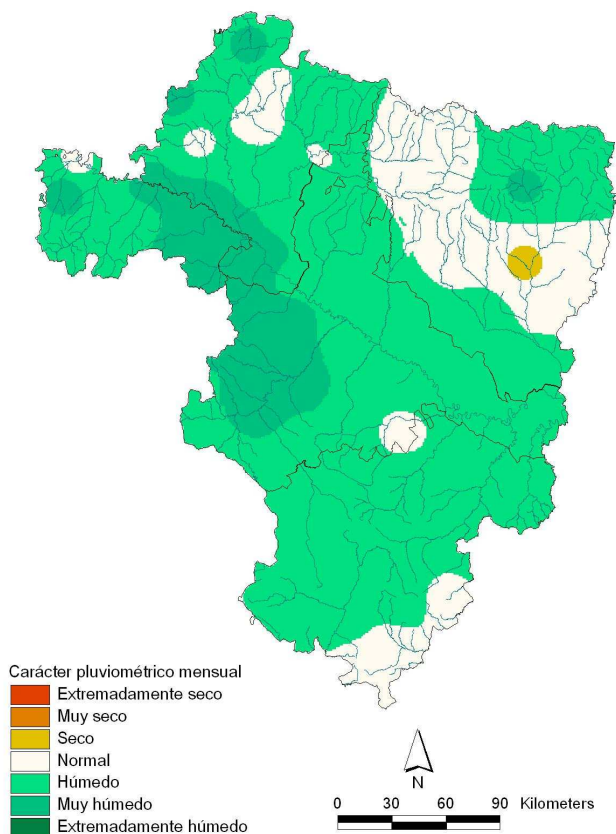 Carácter pluviométrico mensual
Extremadamente seco
Muy seco
Seco
Normal
Húmedo
Muy húmedo
Extremadamente húmedo
N
0 30 60 90 Kilometers